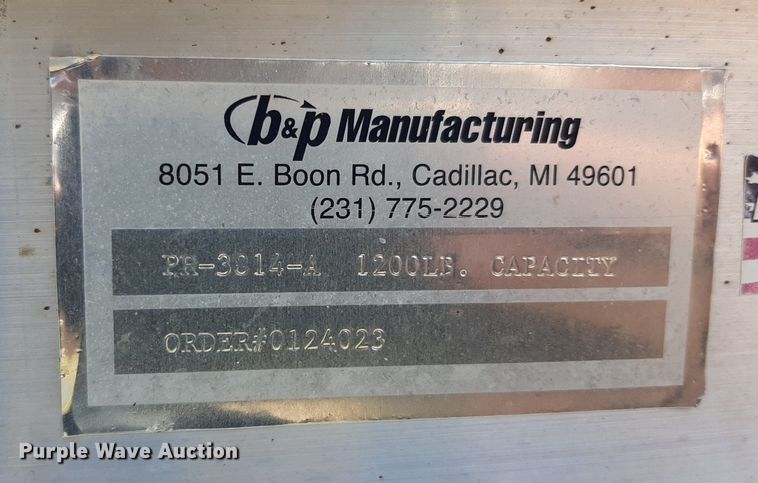 b&p Manufacturing
8051 E. Boon Rd., Cadillac, MI 49601
(231) 775-2229
PR-3814-A 1200LB. CAPACITY
ORDER#0124023
Purple Wave Auction